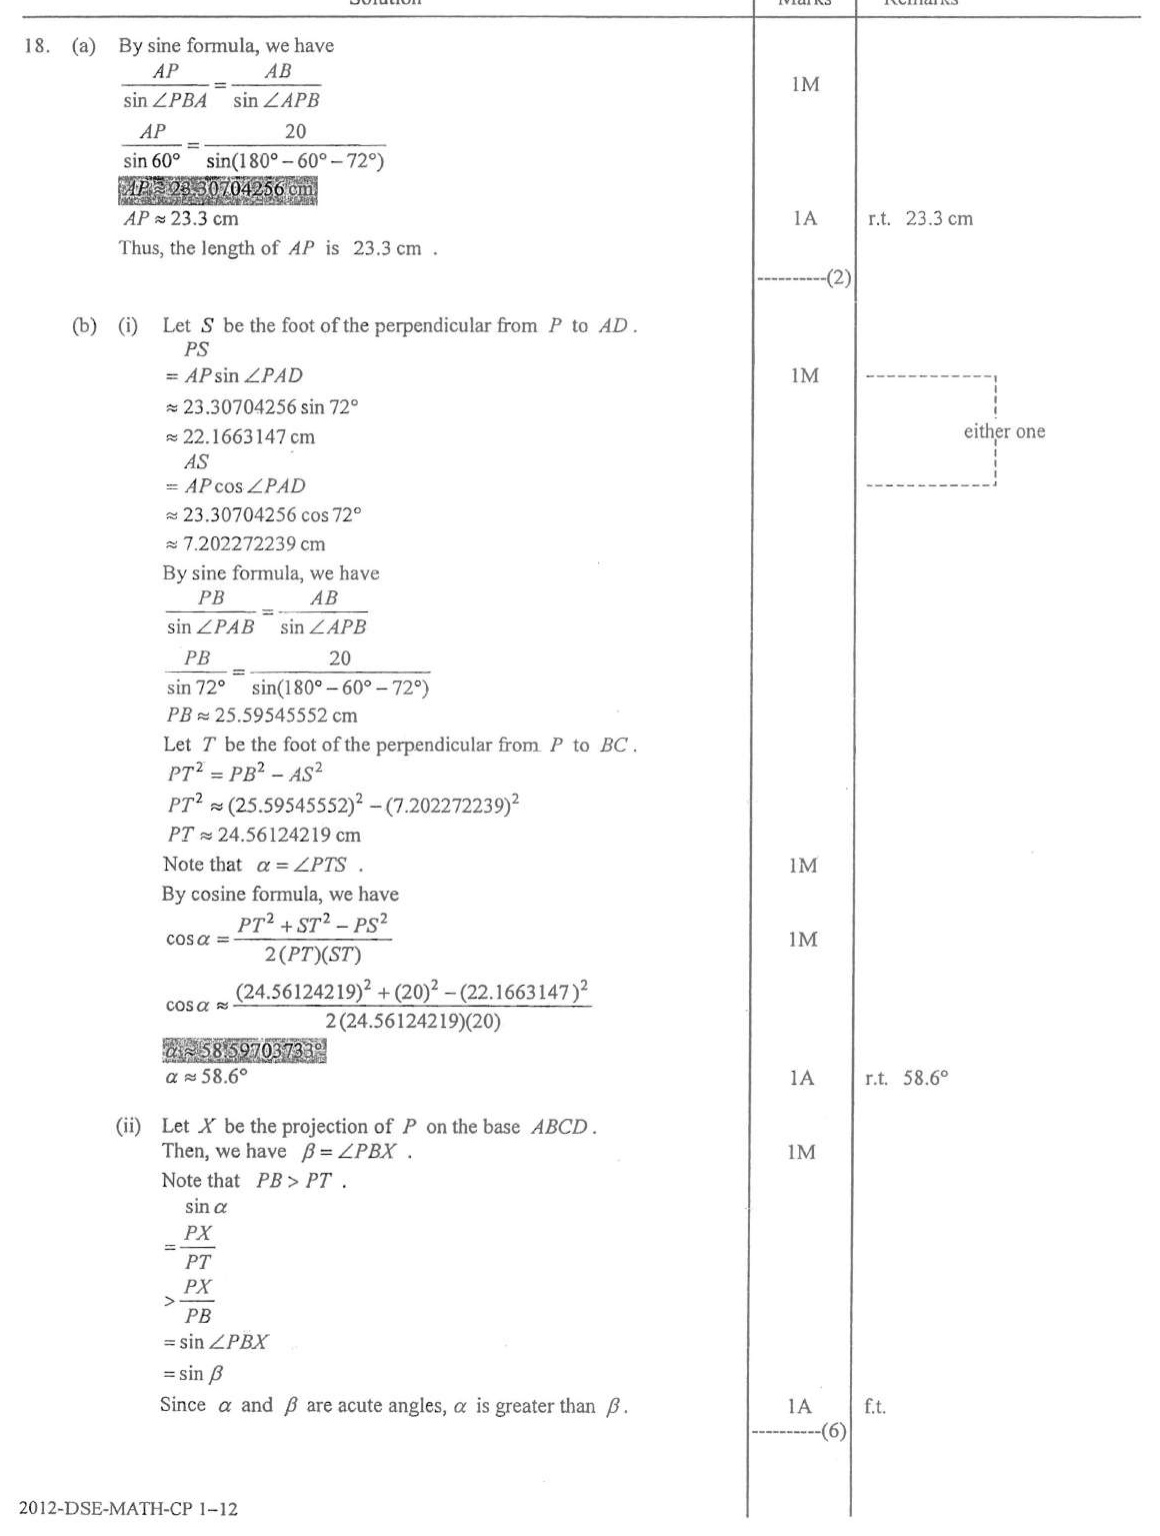 Solution Marks Remarks
18. (a) By sine formula, we have
AP/sin ∠PBA = AB/sin ∠APB 1M
AP/sin 60° = 20/sin(180° – 60° – 72°)
AP ≈ 23.30704256 cm
AP ≈ 23.3 cm 1A r.t. 23.3 cm
Thus, the length of AP is 23.3 cm .
----------(2)
(b) (i) Let S be the foot of the perpendicular from P to AD .
PS
= AP sin ∠PAD 1M
≈ 23.30704256 sin 72°
≈ 22.1663147 cm either one
AS
= AP cos ∠PAD
≈ 23.30704256 cos 72°
≈ 7.202272239 cm
By sine formula, we have
PB/sin ∠PAB = AB/sin ∠APB
PB/sin 72° = 20/sin(180° – 60° – 72°)
PB ≈ 25.59545552 cm
Let T be the foot of the perpendicular from P to BC .
PT² = PB² – AS²
PT² ≈ (25.59545552)² – (7.202272239)²
PT ≈ 24.56124219 cm
Note that α = ∠PTS . 1M
By cosine formula, we have
cos α = (PT² + ST² – PS²)/(2(PT)(ST)) 1M
cos α ≈ ((24.56124219)² + (20)² – (22.1663147)²)/(2(24.56124219)(20))
α ≈ 58.59703733°
α ≈ 58.6° 1A r.t. 58.6°
(ii) Let X be the projection of P on the base ABCD .
Then, we have β = ∠PBX . 1M
Note that PB > PT .
sin α
= PX/PT
> PX/PB
= sin ∠PBX
= sin β
Since α and β are acute angles, α is greater than β . 1A f.t.
----------(6)
2012-DSE-MATH-CP 1–12